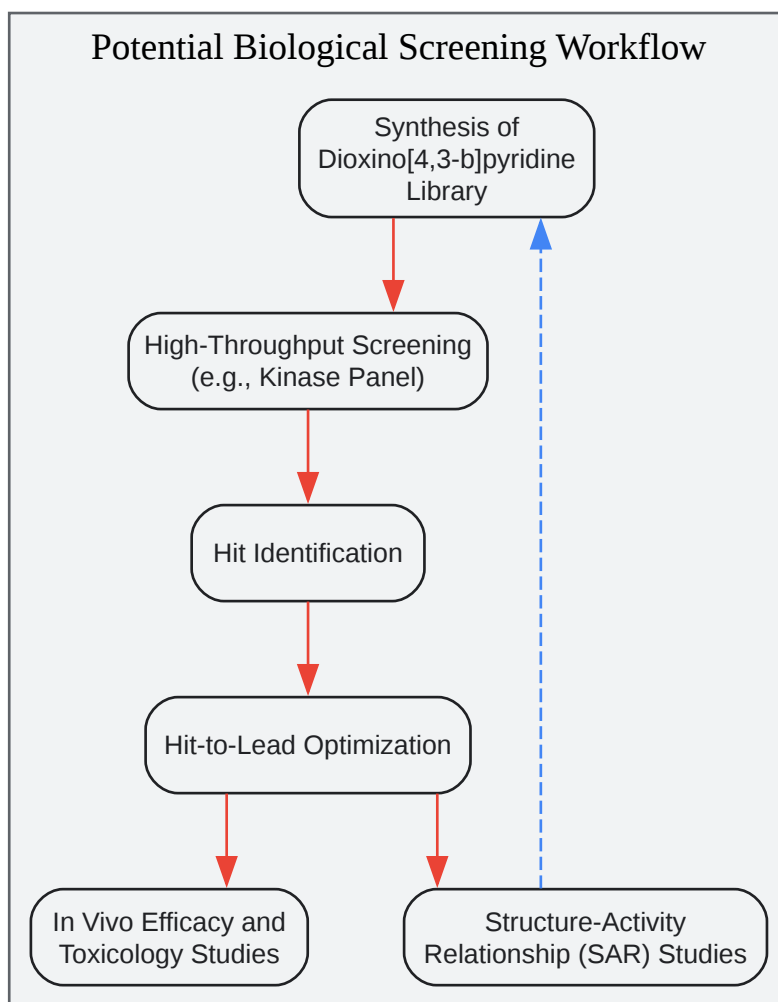 Potential Biological Screening Workflow
Synthesis of
Dioxino[4,3-b]pyridine
Library
High-Throughput Screening
(e.g., Kinase Panel)
Hit Identification
Hit-to-Lead Optimization
In Vivo Efficacy and
Toxicology Studies
Structure-Activity
Relationship (SAR) Studies